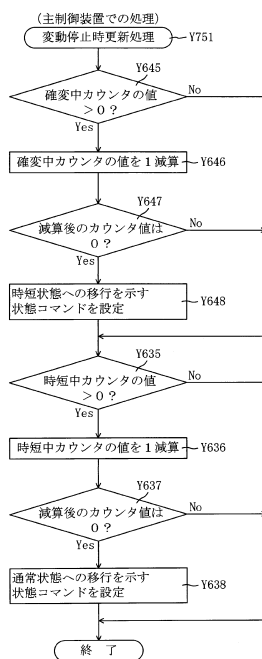 (主制御装置での処理)
変動停止時更新処理
Y751
Y645
確変中カウンタの値
>0？
No
Yes
確変中カウンタの値を1減算
Y646
Y647
減算後のカウンタ値は
0？
No
Yes
時短状態への移行を示す
状態コマンドを設定
Y648
Y635
時短中カウンタの値
>0？
No
Yes
時短中カウンタの値を1減算
Y636
Y637
減算後のカウンタ値は
0？
No
Yes
通常状態への移行を示す
状態コマンドを設定
Y638
終 了